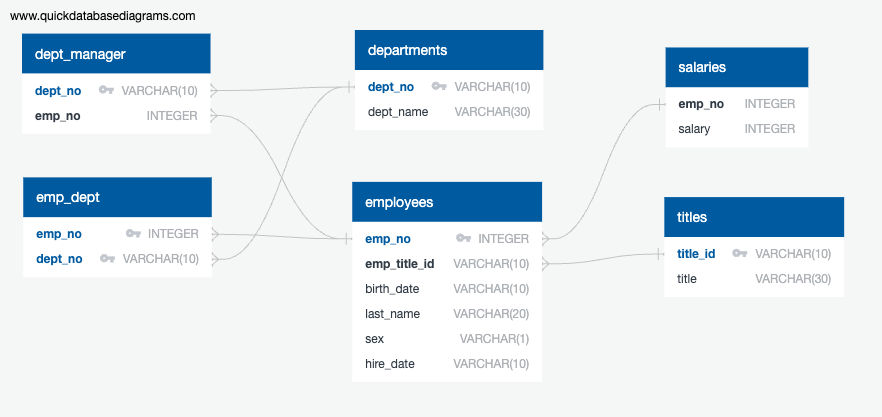 www.quickdatabasediagrams.com
dept_manager
dept_no VARCHAR(10)
emp_no INTEGER
departments
dept_no VARCHAR(10)
dept_name VARCHAR(30)
salaries
emp_no INTEGER
salary INTEGER
emp_dept
emp_no INTEGER
dept_no VARCHAR(10)
employees
emp_no INTEGER
emp_title_id VARCHAR(10)
birth_date VARCHAR(10)
last_name VARCHAR(20)
sex VARCHAR(1)
hire_date VARCHAR(10)
titles
title_id VARCHAR(10)
title VARCHAR(30)